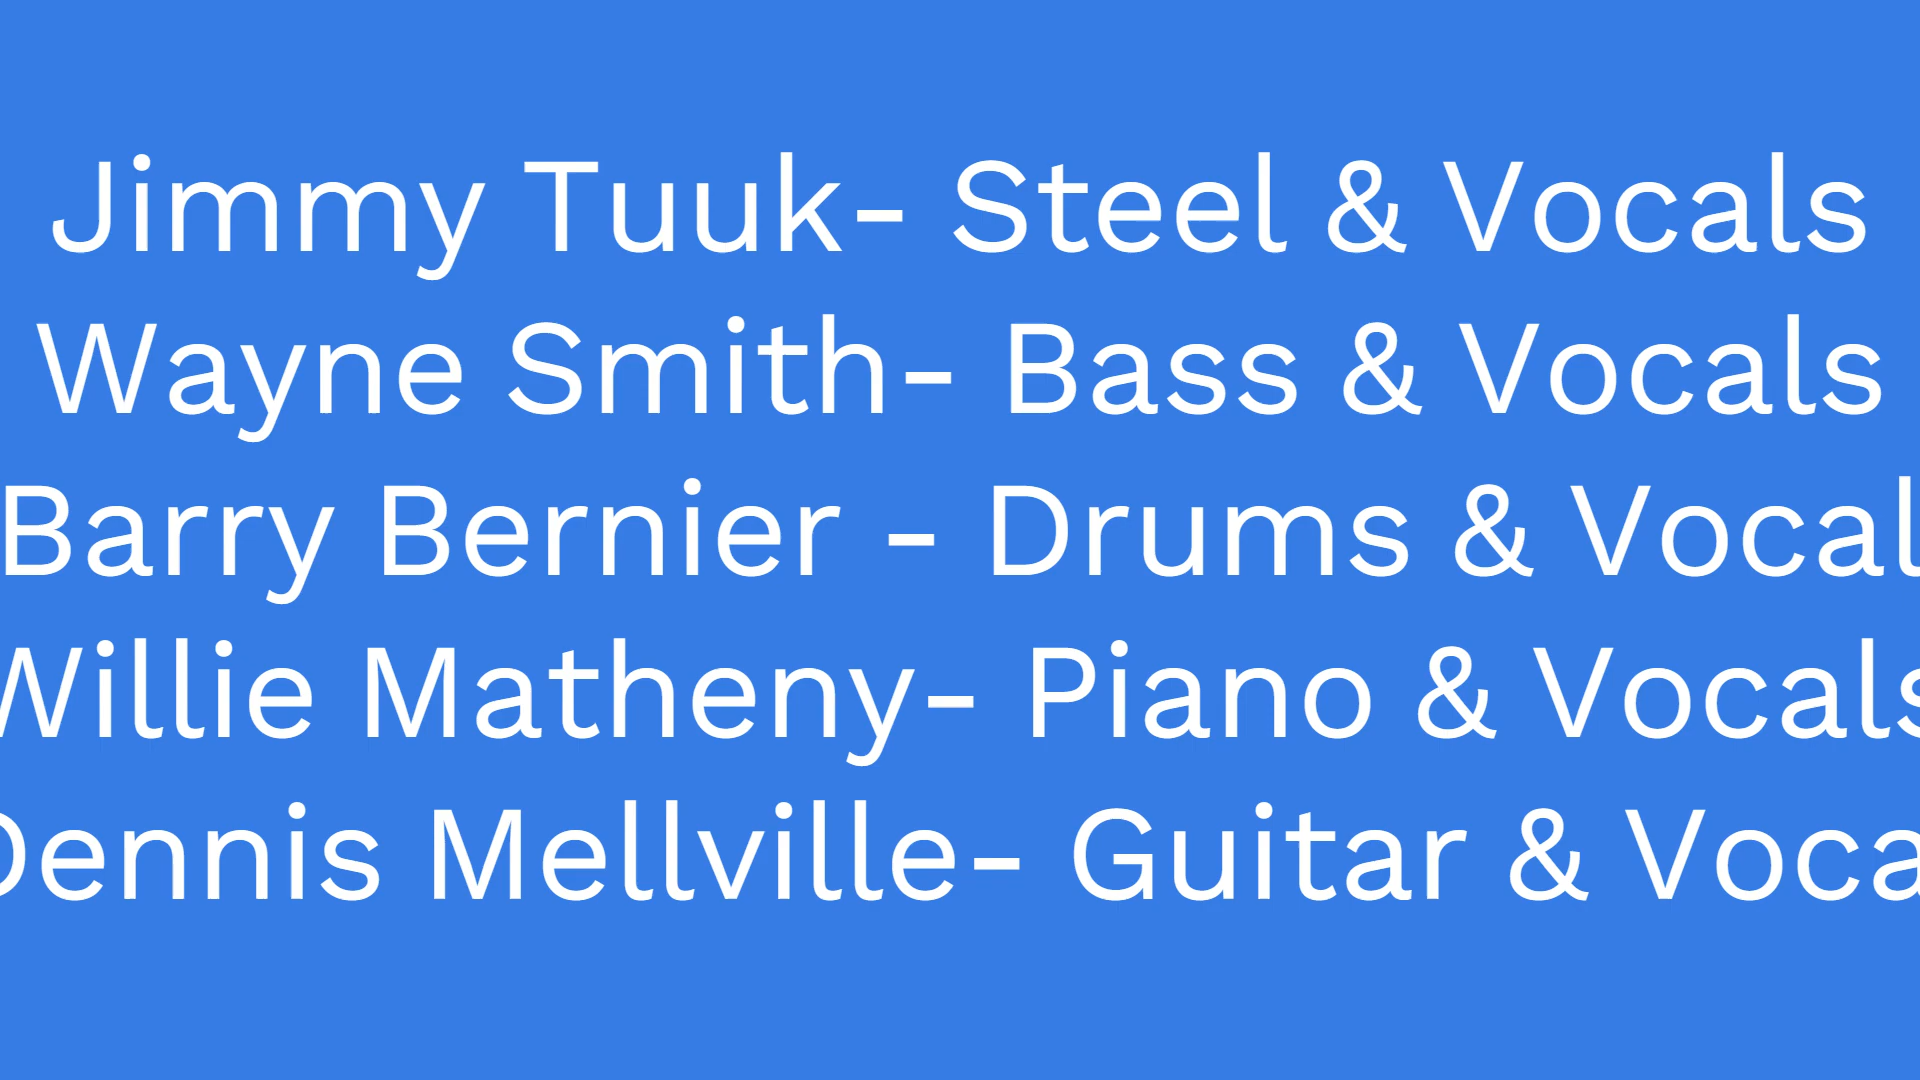 Jimmy Tuuk- Steel & Vocals
Wayne Smith- Bass & Vocals
Barry Bernier - Drums & Vocal
Willie Matheny- Piano & Vocals
Dennis Mellville- Guitar & Voca